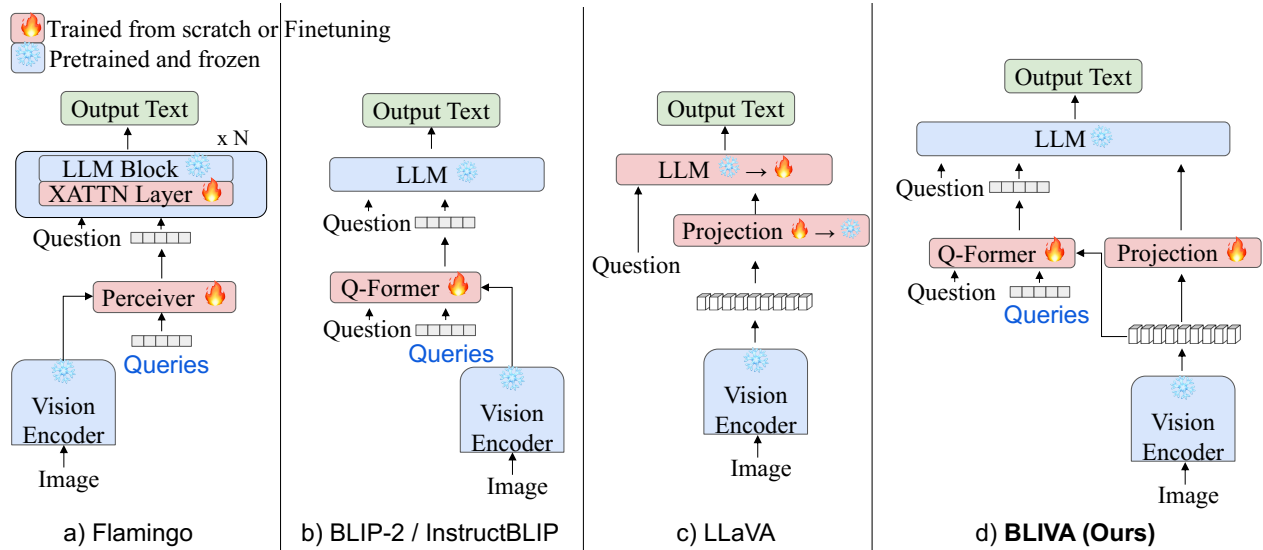 Trained from scratch or Finetuning
Pretrained and frozen
Output Text
x N
LLM Block
XATTN Layer
Question
Perceiver
Queries
Vision
Encoder
Image
a) Flamingo
Output Text
LLM
Question
Q-Former
Question
Queries
Vision
Encoder
Image
b) BLIP-2 / InstructBLIP
Output Text
LLM →
Projection →
Question
Vision
Encoder
Image
c) LLaVA
Output Text
LLM
Question
Q-Former
Projection
Question
Queries
Vision
Encoder
Image
d) BLIVA (Ours)